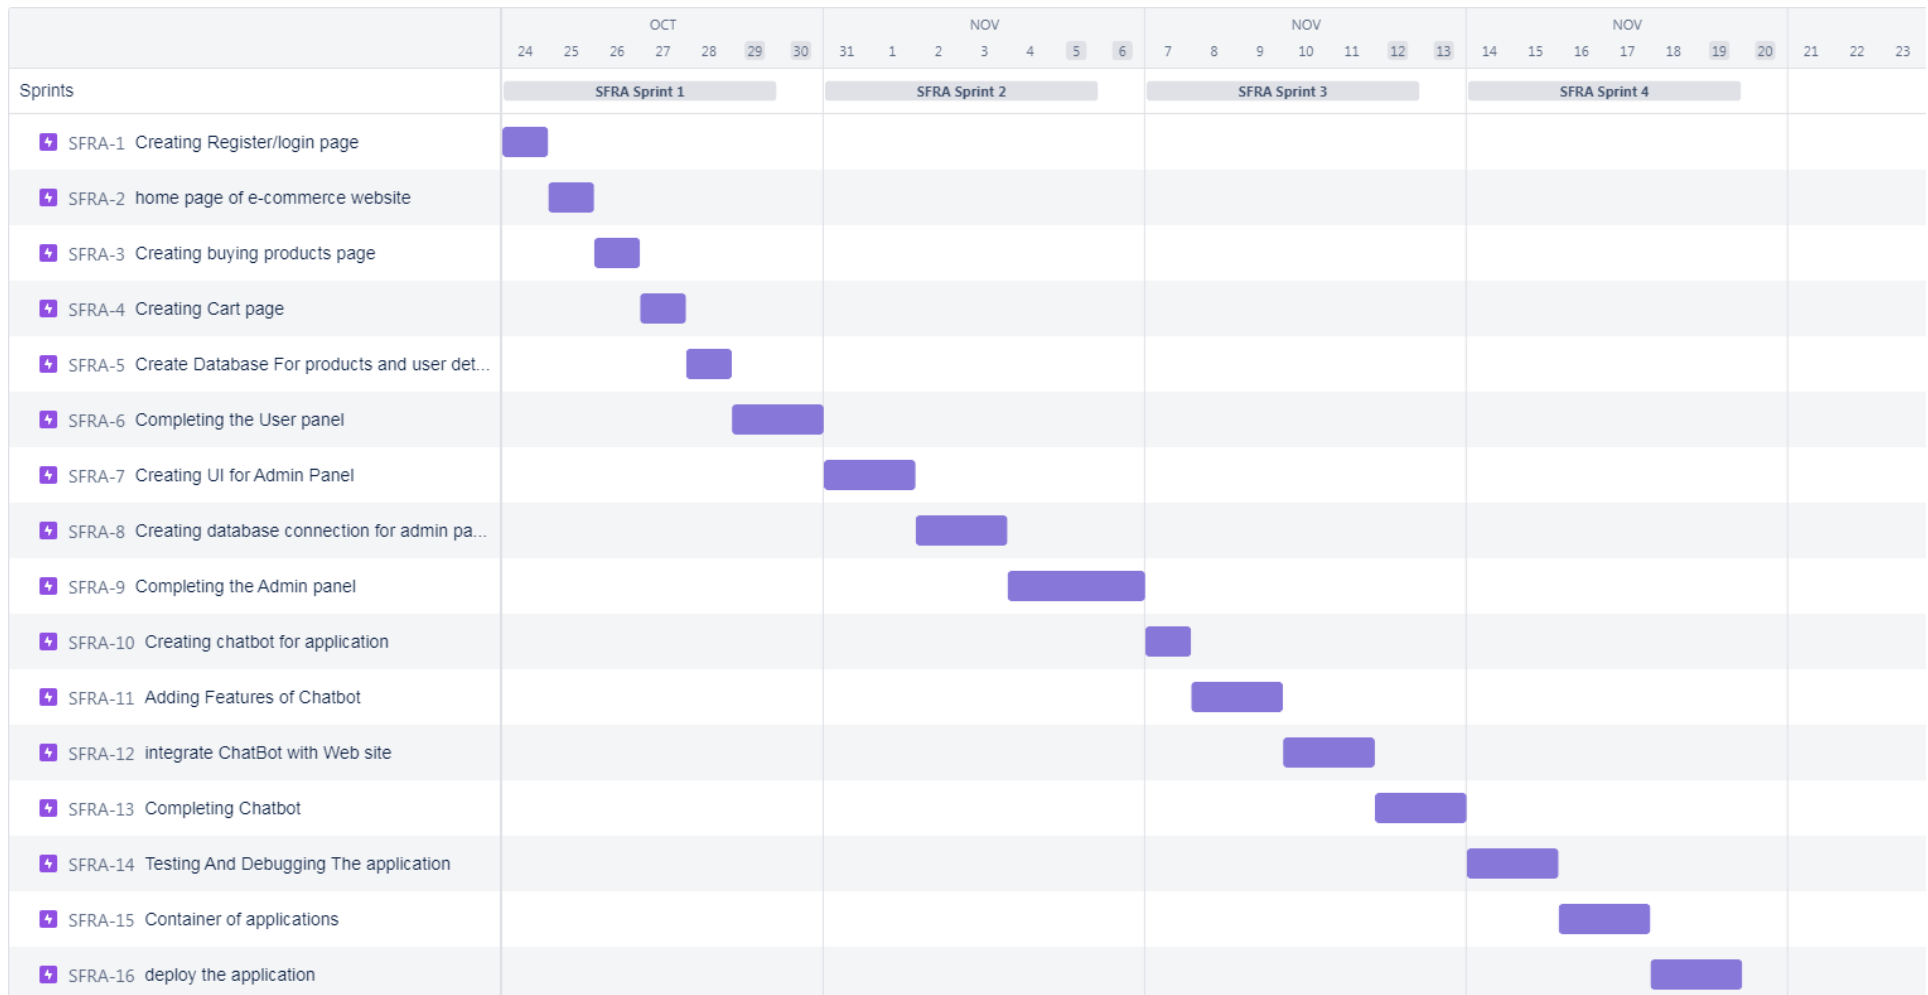 OCT NOV NOV NOV
24 25 26 27 28 29 30 31 1 2 3 4 5 6 7 8 9 10 11 12 13 14 15 16 17 18 19 20 21 22 23
Sprints SFRA Sprint 1 SFRA Sprint 2 SFRA Sprint 3 SFRA Sprint 4
SFRA-1 Creating Register/login page
SFRA-2 home page of e-commerce website
SFRA-3 Creating buying products page
SFRA-4 Creating Cart page
SFRA-5 Create Database For products and user det...
SFRA-6 Completing the User panel
SFRA-7 Creating UI for Admin Panel
SFRA-8 Creating database connection for admin pa...
SFRA-9 Completing the Admin panel
SFRA-10 Creating chatbot for application
SFRA-11 Adding Features of Chatbot
SFRA-12 integrate ChatBot with Web site
SFRA-13 Completing Chatbot
SFRA-14 Testing And Debugging The application
SFRA-15 Container of applications
SFRA-16 deploy the application